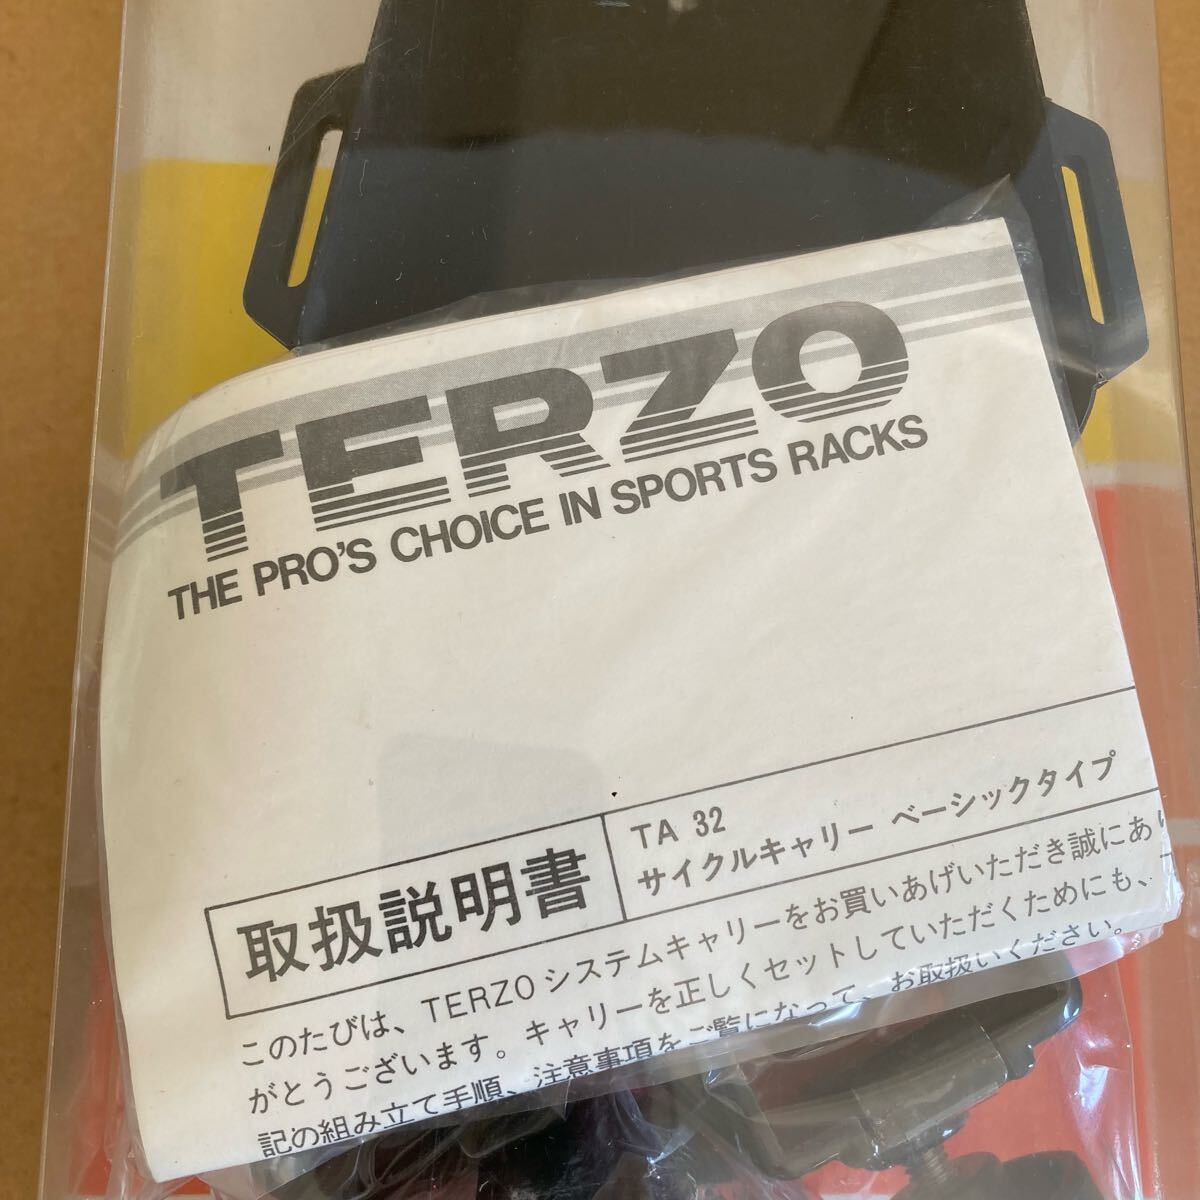 TERZO
THE PRO'S CHOICE IN SPORTS RACKS
取扱説明書
TA 32
サイクルキャリー ベーシックタイプ
このたびは、TERZOシステムキャリーをお買いあげいただき誠にあり
がとうございます。キャリーを正しくセットしていただくためにも、
記の組み立て手順、注意事項をご覧になって、お取扱いください。